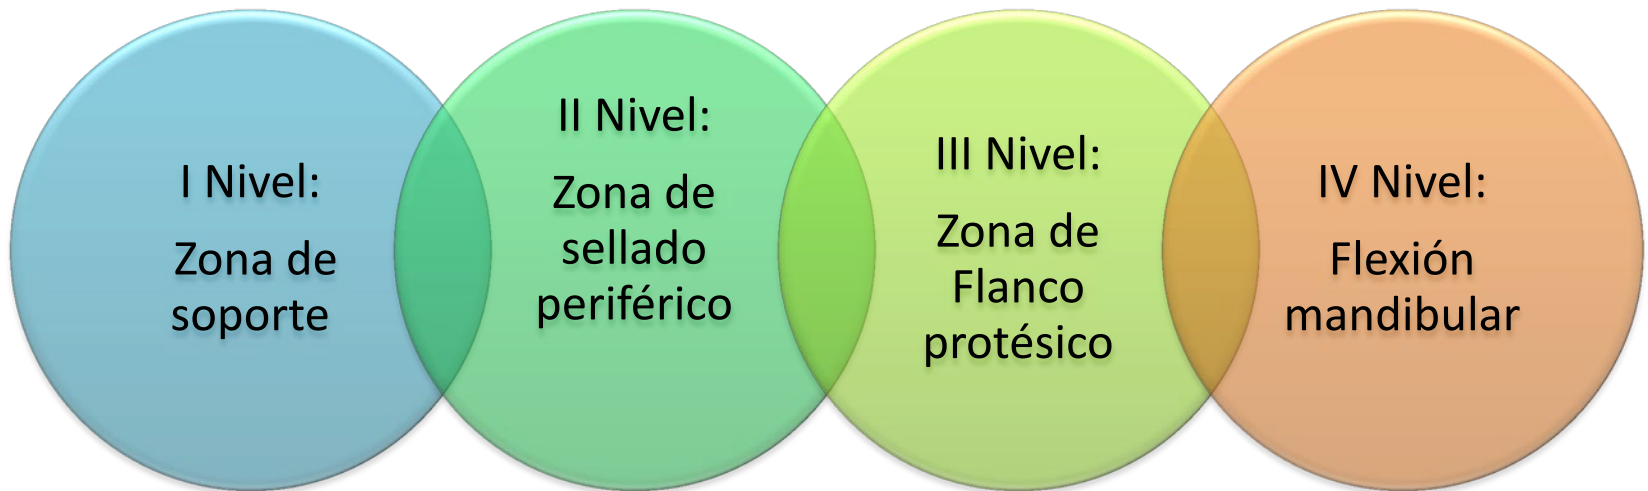 I Nivel:
Zona de
soporte
II Nivel:
Zona de
sellado
periférico
III Nivel:
Zona de
Flanco
protésico
IV Nivel:
Flexión
mandibular